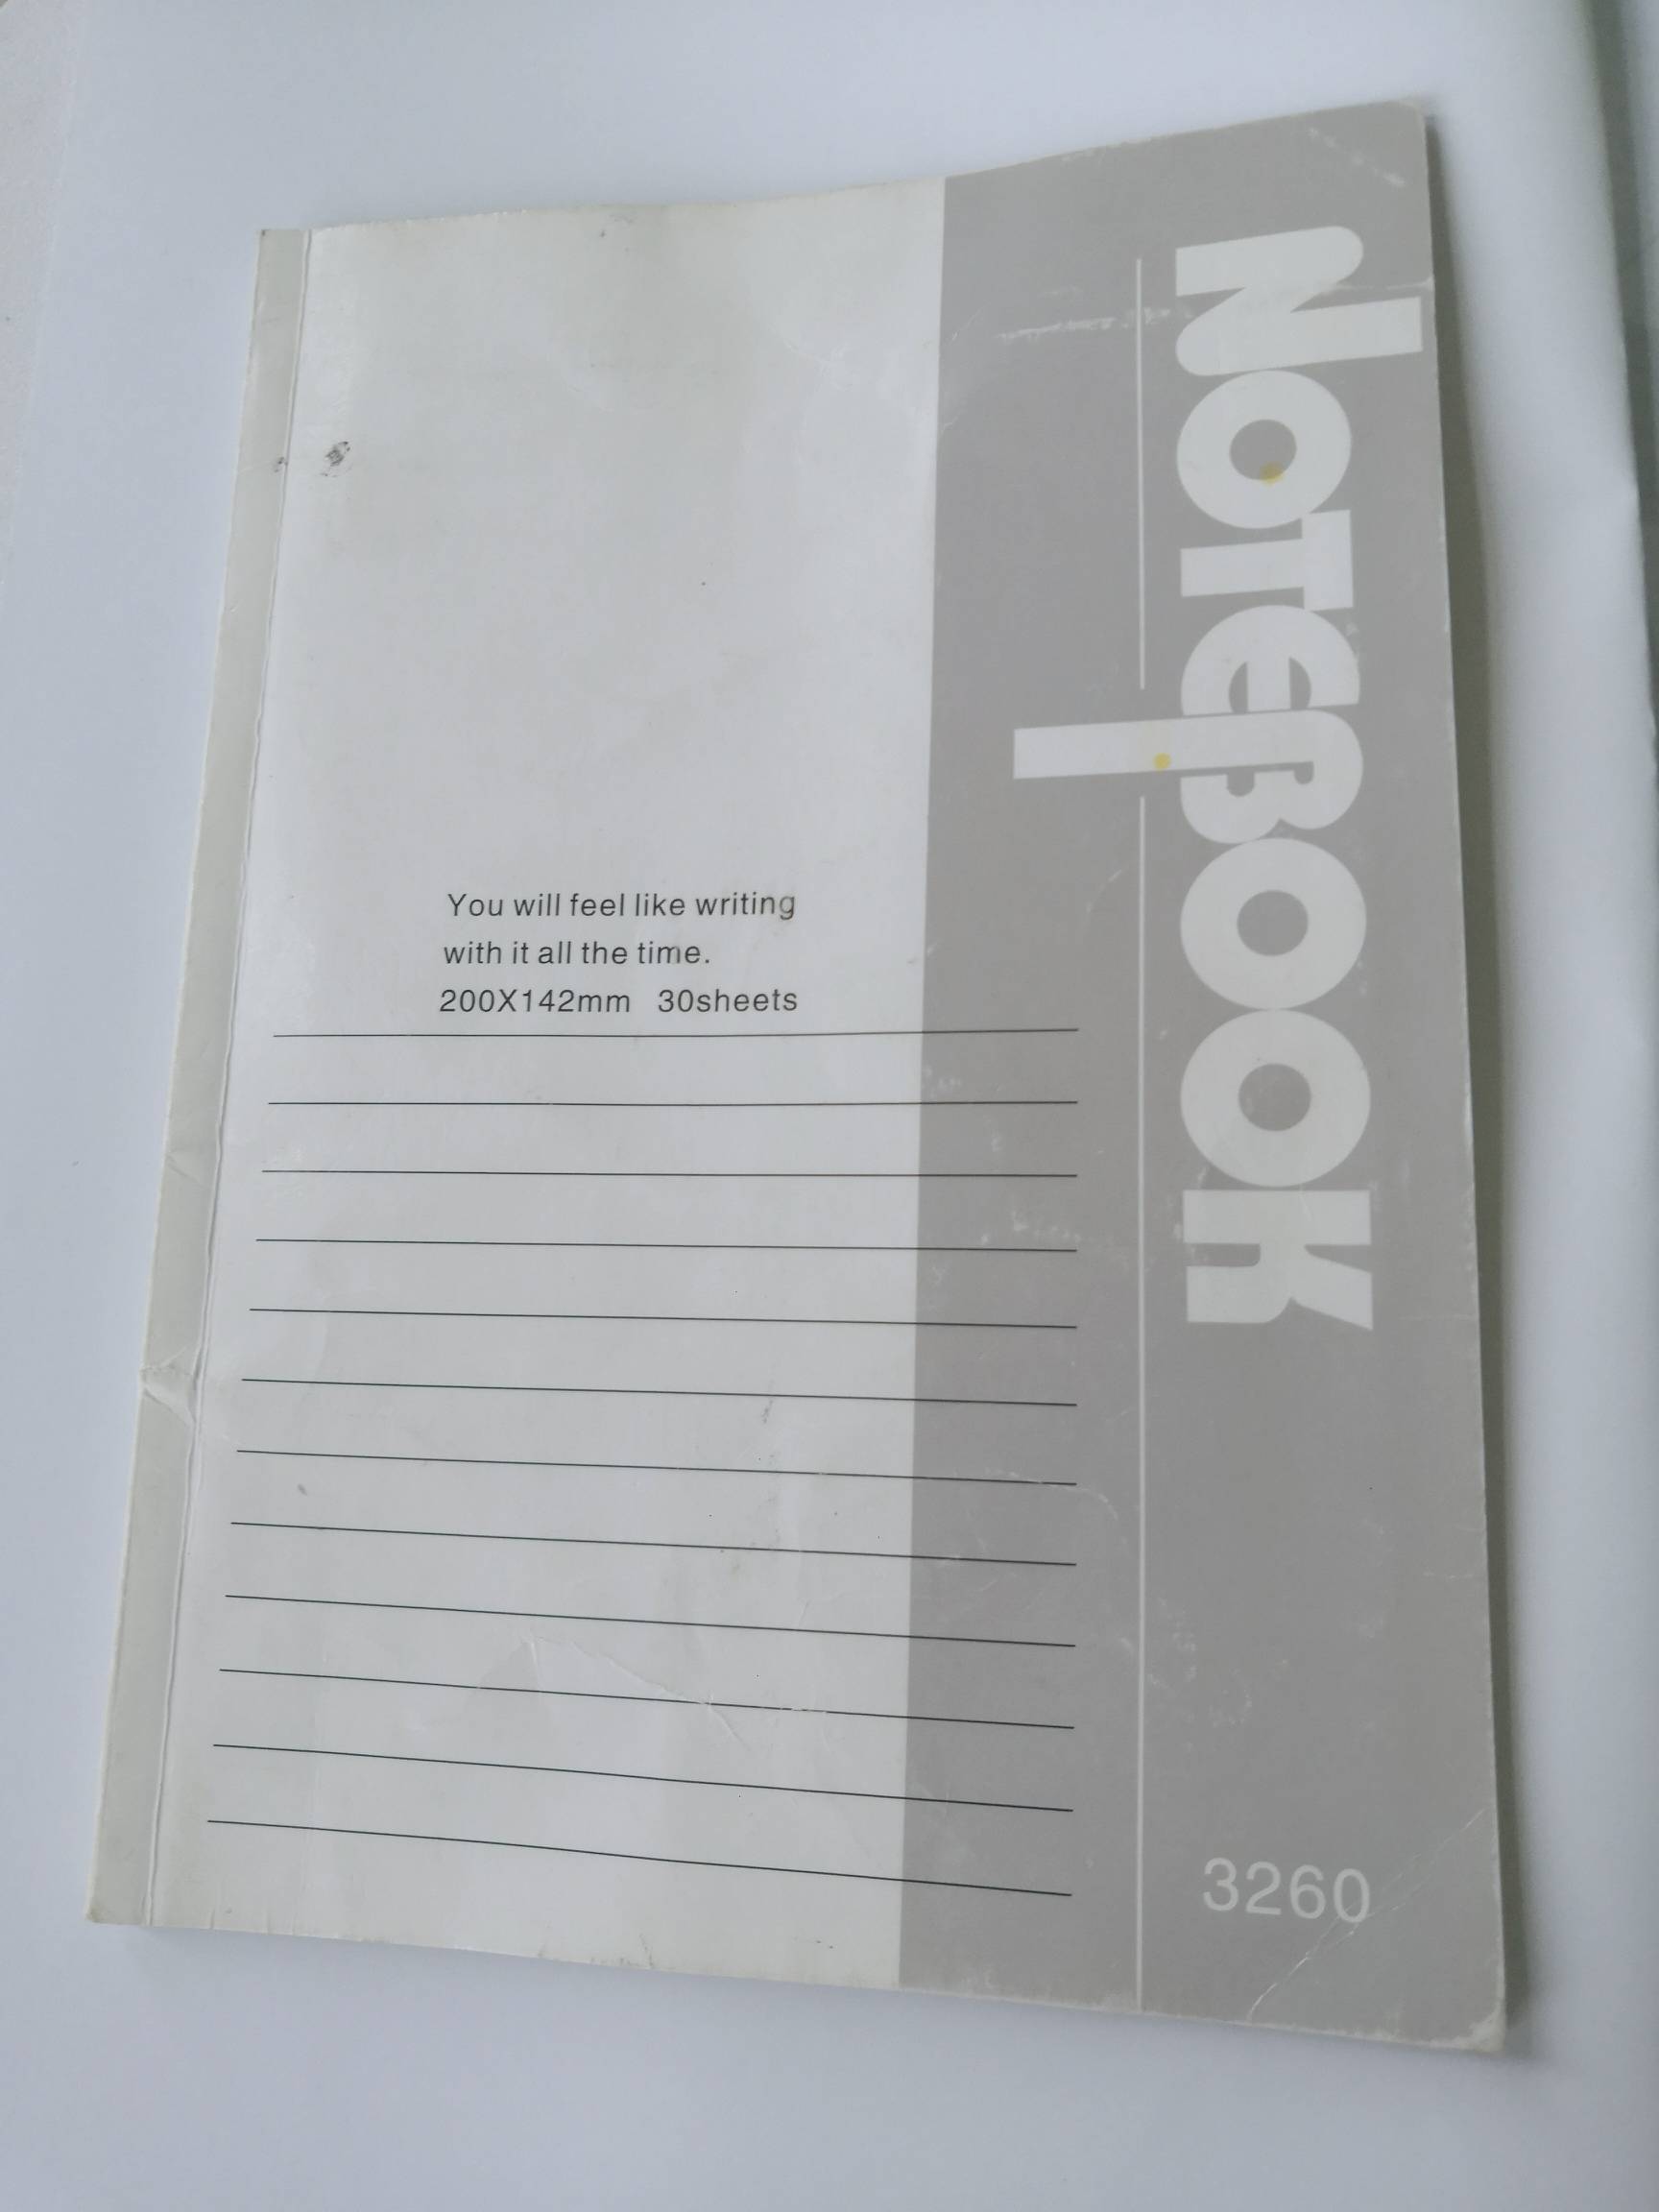 NOTEBOOK
You will feel like writing
with it all the time.
200X142mm 30sheets
3260